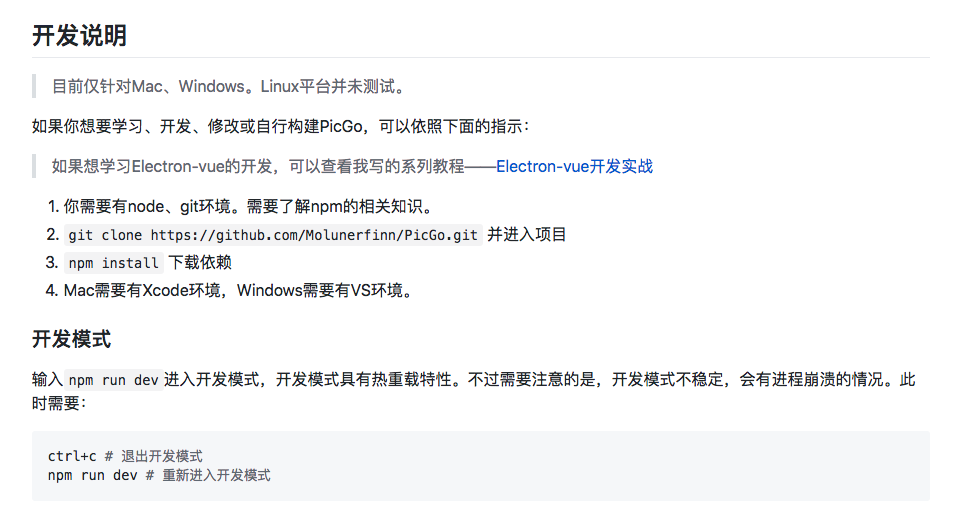 开发说明
目前仅针对Mac、Windows。Linux平台并未测试。
如果你想要学习、开发、修改或自行构建PicGo，可以依照下面的指示：
如果想学习Electron-vue的开发，可以查看我写的系列教程——Electron-vue开发实战
1. 你需要有node、git环境。需要了解npm的相关知识。
2. git clone https://github.com/Molunerfinn/PicGo.git 并进入项目
3. npm install 下载依赖
4. Mac需要有Xcode环境，Windows需要有VS环境。
开发模式
输入 npm run dev 进入开发模式，开发模式具有热重载特性。不过需要注意的是，开发模式不稳定，会有进程崩溃的情况。此
时需要：
ctrl+c # 退出开发模式
npm run dev # 重新进入开发模式